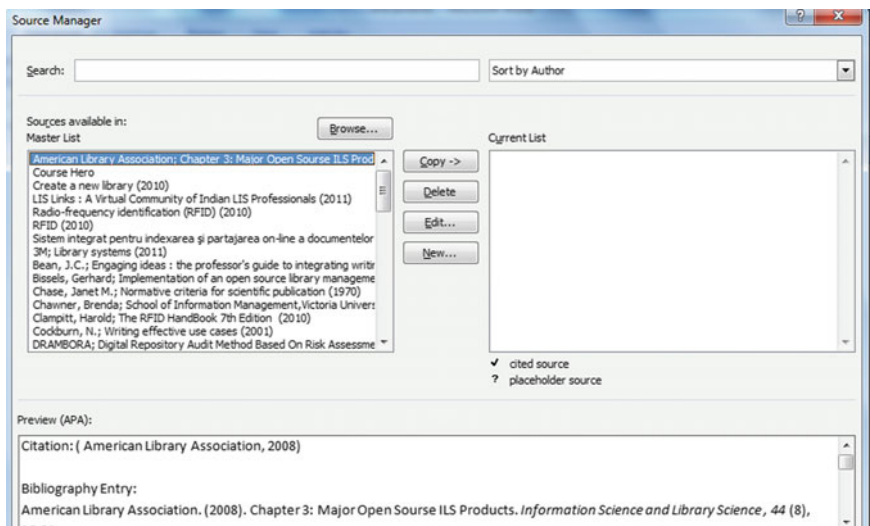 Source Manager
Search:
Sort by Author
Sources available in:
Master List
Browse...
Current List
American Library Association; Chapter 3: Major Open Sourse ILS Prod
Course Hero
Create a new library (2010)
LIS Links : A Virtual Community of Indian LIS Professionals (2011)
Radio-frequency identification (RFID) (2010)
RFID (2010)
Sistem integrat pentru indexarea şi partajarea on-line a documentelor
3M; Library systems (2011)
Bean, J.C.; Engaging ideas : the professor's guide to integrating writin
Bissels, Gerhard; Implementation of an open source library manageme
Chase, Janet M.; Normative criteria for scientific publication (1970)
Chawner, Brenda; School of Information Management,Victoria Univers
Clampitt, Harold; The RFID HandBook 7th Edition (2010)
Cockburn, N.; Writing effective use cases (2001)
DRAMBORA; Digital Repository Audit Method Based On Risk Assessme
Copy ->
Delete
Edit...
New...
✓ cited source
? placeholder source
Preview (APA):
Citation: ( American Library Association, 2008)
Bibliography Entry:
American Library Association. (2008). Chapter 3: Major Open Sourse ILS Products. Information Science and Library Science , 44 (8),